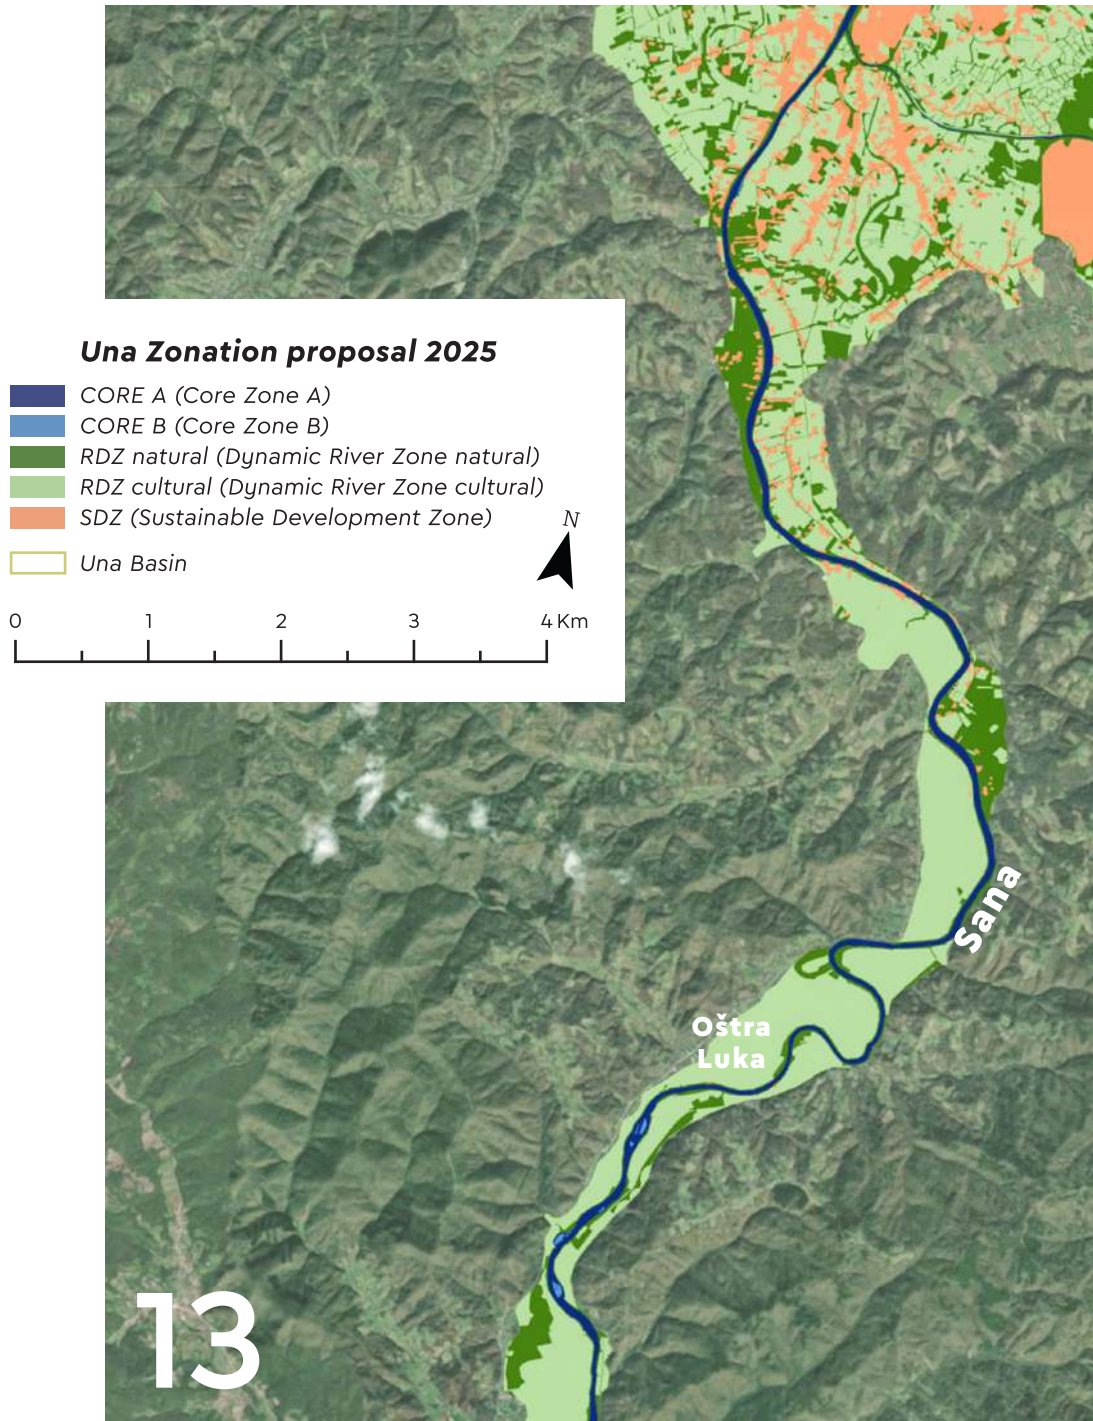 Una Zonation proposal 2025
CORE A (Core Zone A)
CORE B (Core Zone B)
RDZ natural (Dynamic River Zone natural)
RDZ cultural (Dynamic River Zone cultural)
SDZ (Sustainable Development Zone)
N
Una Basin
0 1 2 3 4 Km
Sana
Oštra
Luka
13